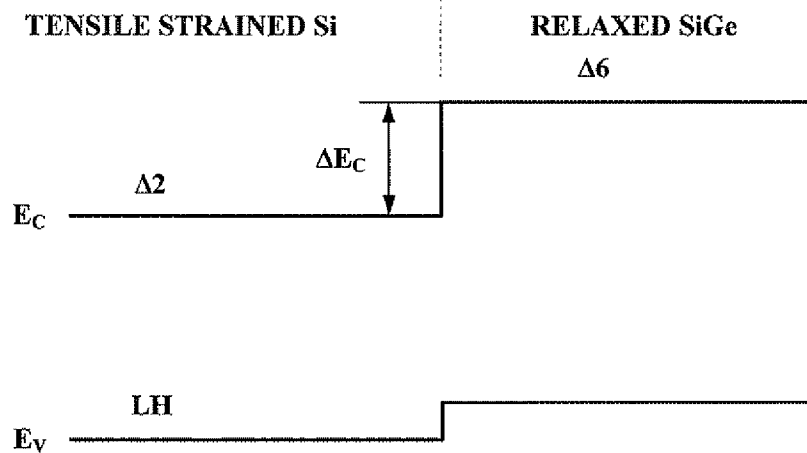 TENSILE STRAINED Si
RELAXED SiGe
Δ6
ΔE_C
Δ2
E_C
LH
E_V